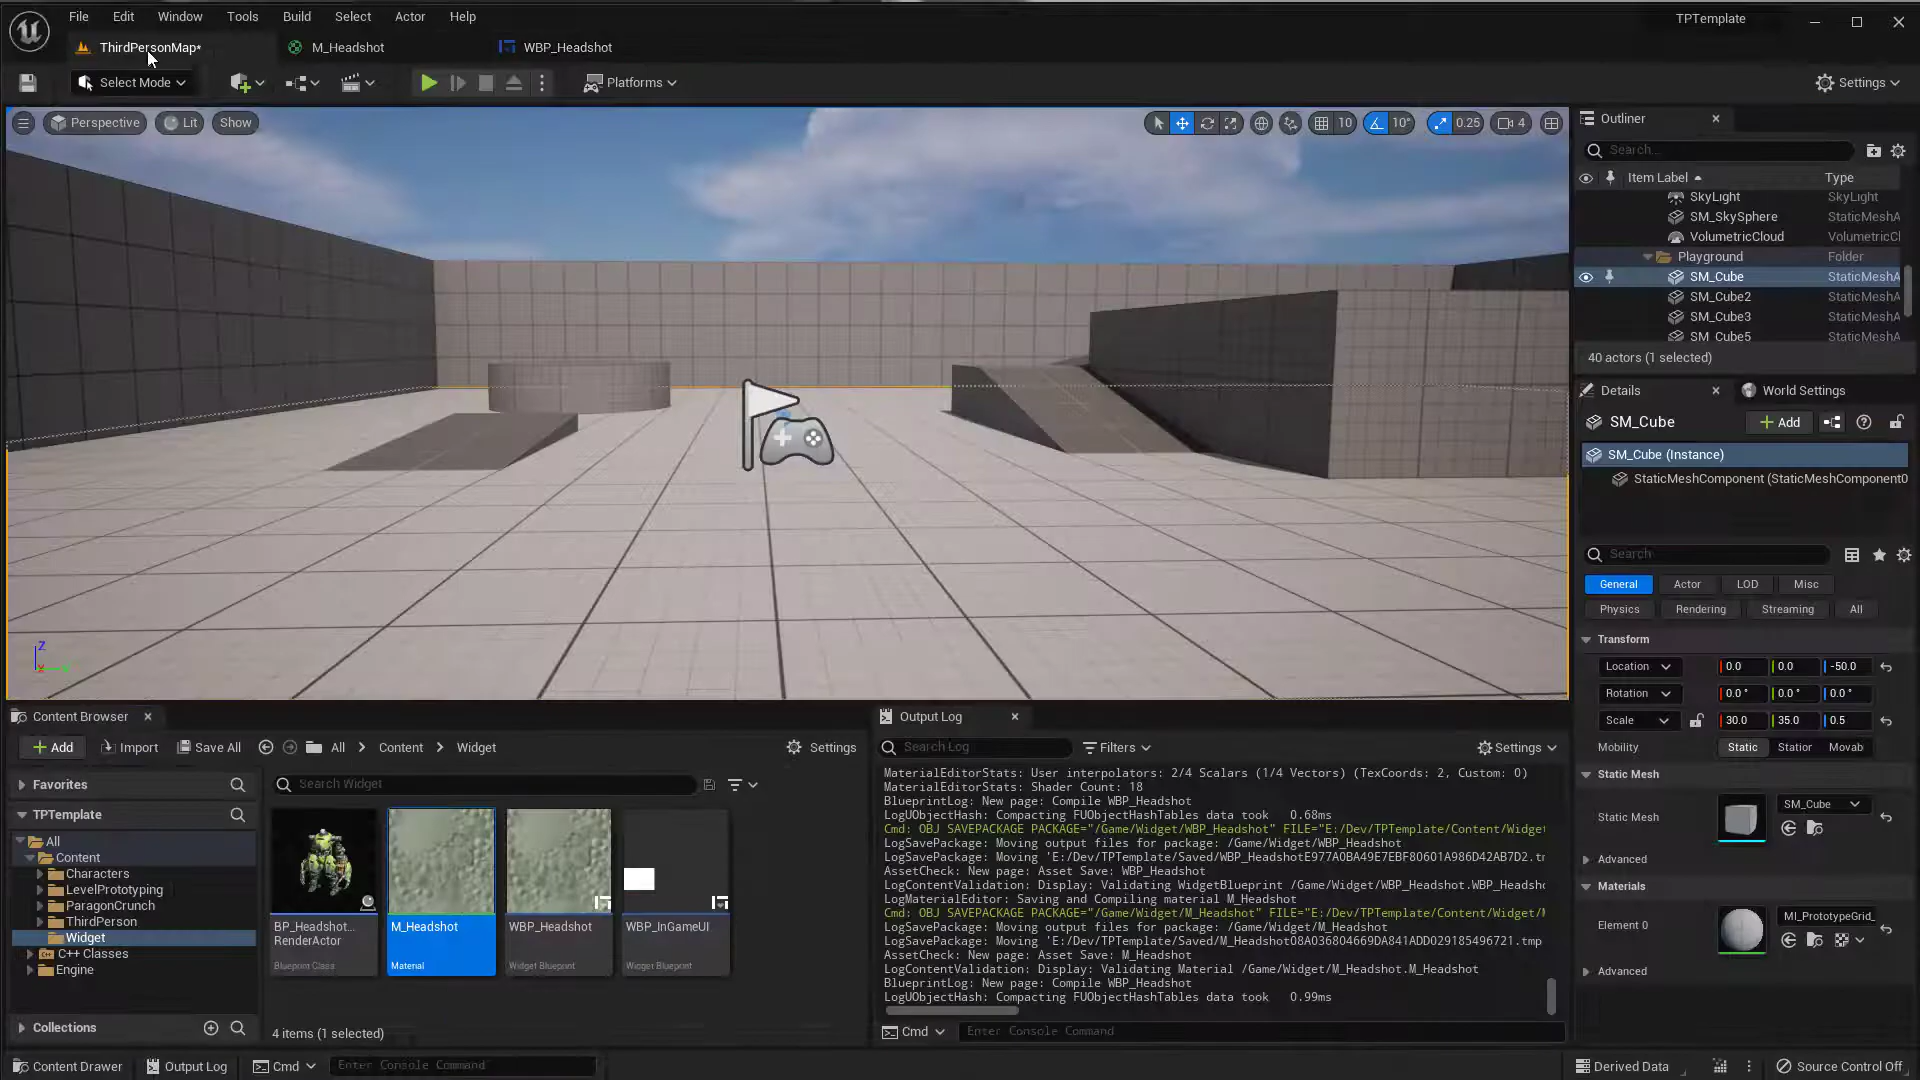 File Edit Window Tools Build Select Actor Help
TPTemplate
ThirdPersonMap* M_Headshot WBP_Headshot
Select Mode Platforms Settings
Perspective Lit Show 10 10° 0.25 4
Outliner
Search...
Item Label Type
SkyLight SkyLight
SM_SkySphere StaticMeshA
VolumetricCloud VolumetricCl
Playground Folder
SM_Cube StaticMeshA
SM_Cube2 StaticMeshA
SM_Cube3 StaticMeshA
SM_Cube5 StaticMeshA
40 actors (1 selected)
Details World Settings
SM_Cube Add
SM_Cube (Instance)
StaticMeshComponent (StaticMeshComponent0
Search
General Actor LOD Misc
Physics Rendering Streaming All
Transform
Location 0.0 0.0 -50.0
Rotation 0.0 ° 0.0 ° 0.0 °
Scale 30.0 35.0 0.5
Mobility Static Statior Movab
Static Mesh
Static Mesh SM_Cube
Advanced
Materials
Element 0 MI_PrototypeGrid_
Advanced
Z
Content Browser
Add Import Save All All Content Widget Settings
Favorites
Search Widget
TPTemplate
All
Content
Characters
LevelPrototyping
ParagonCrunch
ThirdPerson
Widget
C++ Classes
Engine
Collections
BP_Headshot...
RenderActor
Blueprint Class
M_Headshot
Material
WBP_Headshot
Widget Blueprint
WBP_InGameUI
Widget Blueprint
4 items (1 selected)
Output Log
Search Log Filters Settings
MaterialEditorStats: User interpolators: 2/4 Scalars (1/4 Vectors) (TexCoords: 2, Custom: 0)
MaterialEditorStats: Shader Count: 18
BlueprintLog: New page: Compile WBP_Headshot
LogUObjectHash: Compacting FUObjectHashTables data took 0.68ms
Cmd: OBJ SAVEPACKAGE PACKAGE="/Game/Widget/WBP_Headshot" FILE="E:/Dev/TPTemplate/Content/Widget
LogSavePackage: Moving output files for package: /Game/Widget/WBP_Headshot
LogSavePackage: Moving 'E:/Dev/TPTemplate/Saved/WBP_HeadshotE977A0BA49E7EBF80601A986D42AB7D2.tm
AssetCheck: New page: Asset Save: WBP_Headshot
LogContentValidation: Display: Validating WidgetBlueprint /Game/Widget/WBP_Headshot.WBP_Headsho
LogMaterialEditor: Saving and Compiling material M_Headshot
Cmd: OBJ SAVEPACKAGE PACKAGE="/Game/Widget/M_Headshot" FILE="E:/Dev/TPTemplate/Content/Widget/M
LogSavePackage: Moving output files for package: /Game/Widget/M_Headshot
LogSavePackage: Moving 'E:/Dev/TPTemplate/Saved/M_Headshot08A036804669DA841ADD029185496721.tmp
AssetCheck: New page: Asset Save: M_Headshot
LogContentValidation: Display: Validating Material /Game/Widget/M_Headshot.M_Headshot
BlueprintLog: New page: Compile WBP_Headshot
LogUObjectHash: Compacting FUObjectHashTables data took 0.99ms
Cmd Enter Console Command
Content Drawer Output Log Cmd Enter Console Command Derived Data Source Control Off